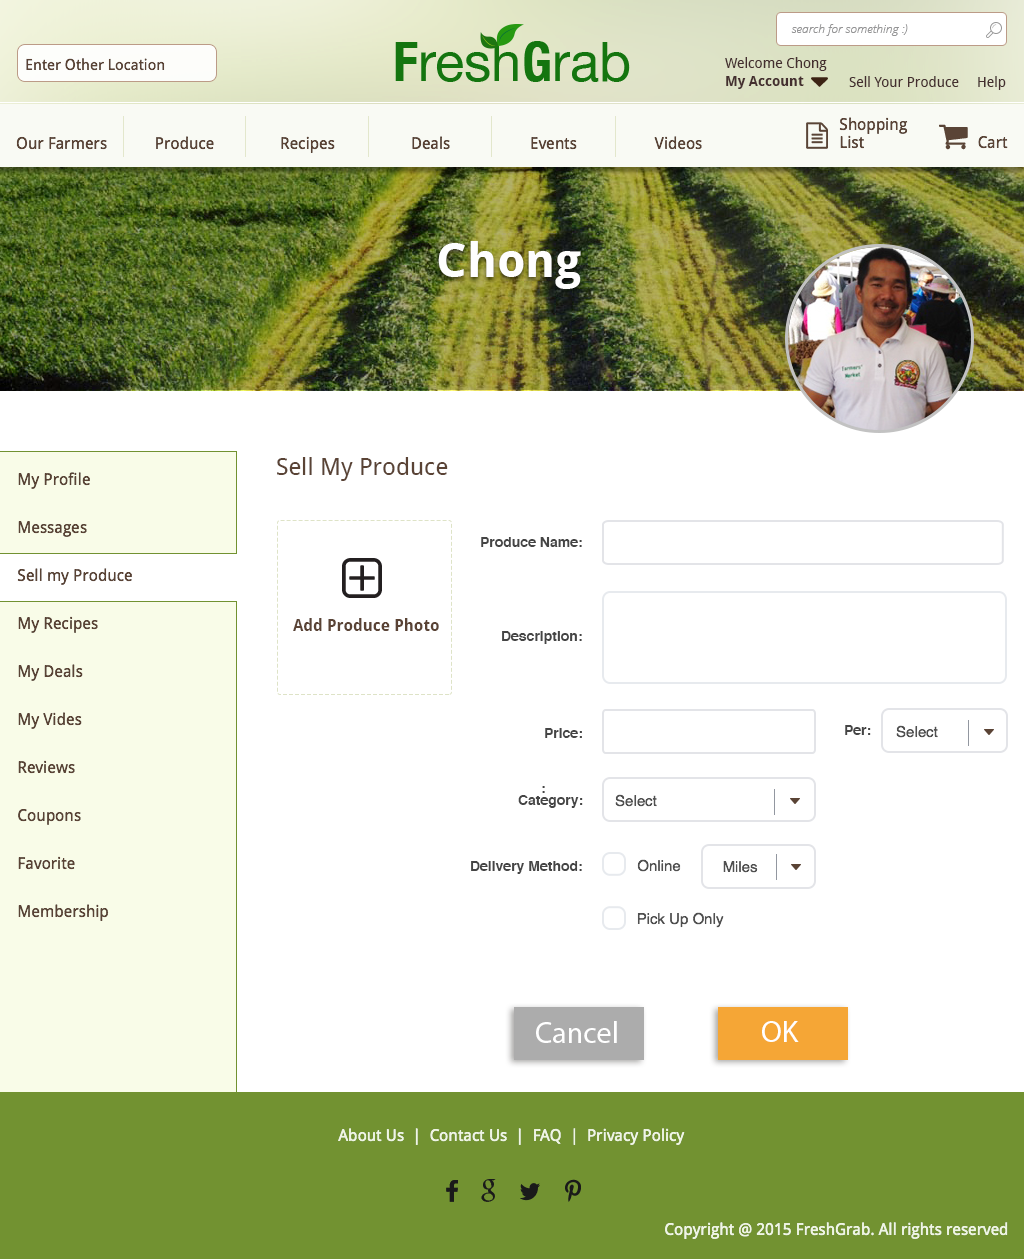 search for something :)
Enter Other Location
FreshGrab
Welcome Chong
My Account
Sell Your Produce
Help
Our Farmers
Produce
Recipes
Deals
Events
Videos
Shopping
List
Cart
Chong
Farmers'
Market
My Profile
Messages
Sell my Produce
My Recipes
My Deals
My Vides
Reviews
Coupons
Favorite
Membership
Sell My Produce
Add Produce Photo
Produce Name:
Description:
Price:
Per:
Select
:
Category:
Select
Delivery Method:
Online
Miles
Pick Up Only
Cancel
OK
About Us | Contact Us | FAQ | Privacy Policy
Copyright @ 2015 FreshGrab. All rights reserved